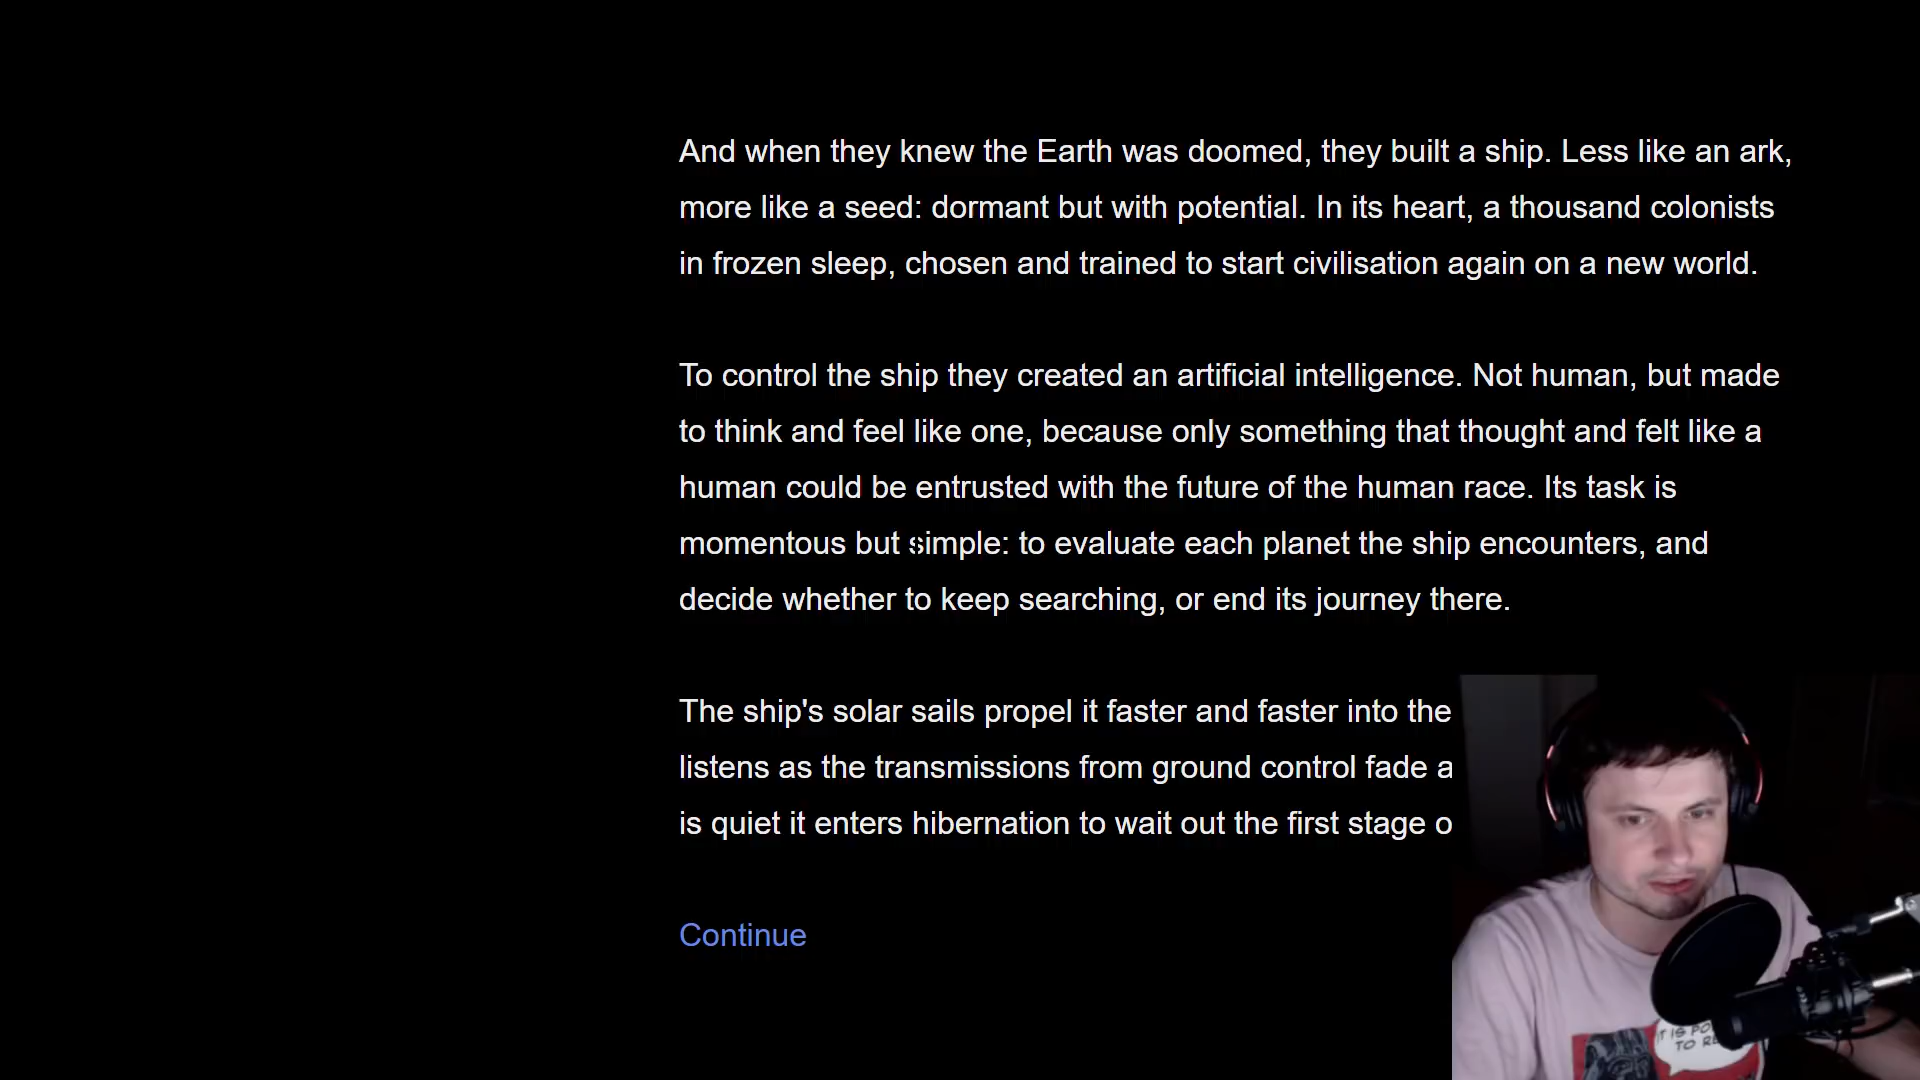 And when they knew the Earth was doomed, they built a ship. Less like an ark,
more like a seed: dormant but with potential. In its heart, a thousand colonists
in frozen sleep, chosen and trained to start civilisation again on a new world.
To control the ship they created an artificial intelligence. Not human, but made
to think and feel like one, because only something that thought and felt like a
human could be entrusted with the future of the human race. Its task is
momentous but simple: to evaluate each planet the ship encounters, and
decide whether to keep searching, or end its journey there.
The ship's solar sails propel it faster and faster into the
listens as the transmissions from ground control fade
is quiet it enters hibernation to wait out the first stage
Continue
IT IS
TO